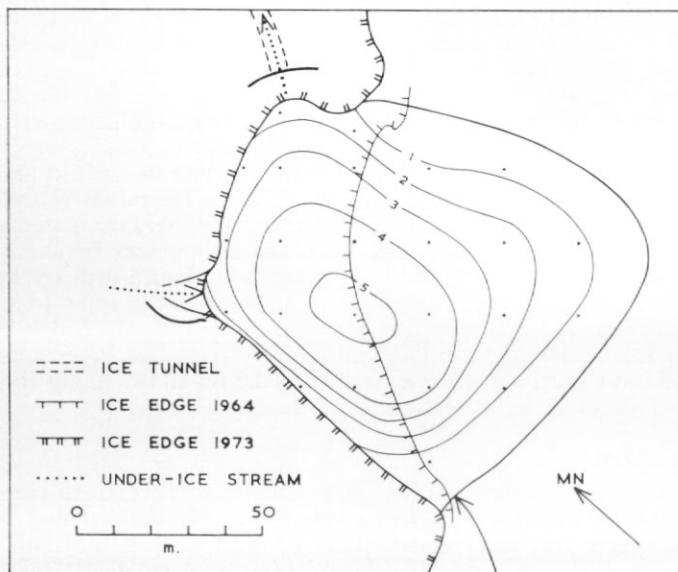 1
2
3
4
5
ICE TUNNEL
ICE EDGE 1964
ICE EDGE 1973
UNDER-ICE STREAM
MN
0 50
m.